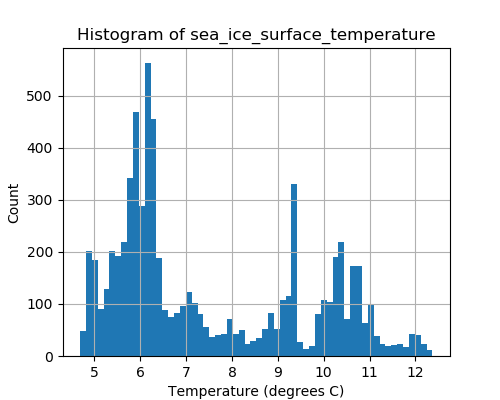 Histogram of sea_ice_surface_temperature
Count
500
400
300
200
100
0
5 6 7 8 9 10 11 12
Temperature (degrees C)